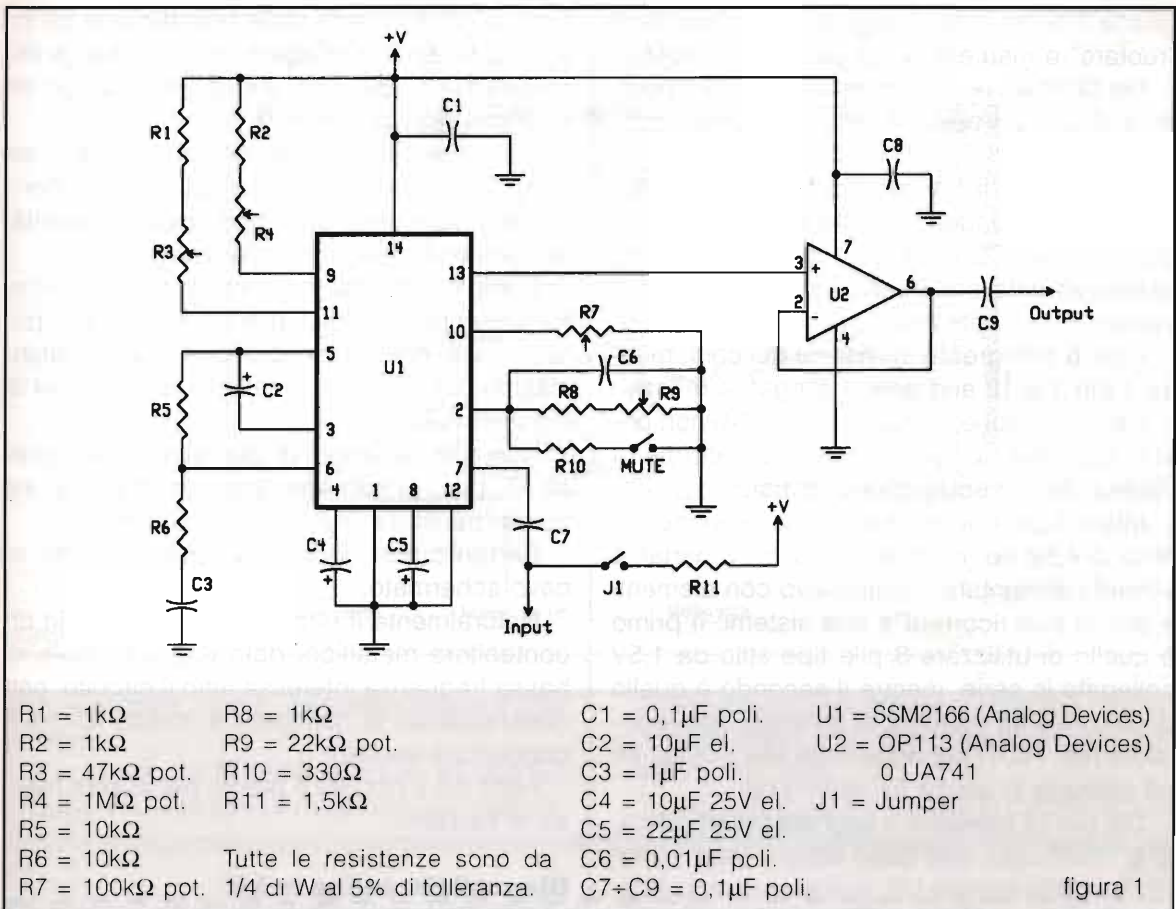 +V
C1
R1
R2
C8
R3
R4
14
9
13
3
+
7
6
11
2
-
U2
4
C9
Output
10
R7
5
U1
C6
+
C2
R5
3
2
R8
R9
R10
MUTE
6
7
4
1
8
12
R6
C4
+
C5
+
C7
+V
C3
J1
R11
Input
R1 = 1kΩ
R2 = 1kΩ
R3 = 47kΩ pot.
R4 = 1MΩ pot.
R5 = 10kΩ
R6 = 10kΩ
R7 = 100kΩ pot.
R8 = 1kΩ
R9 = 22kΩ pot.
R10 = 330Ω
R11 = 1,5kΩ
Tutte le resistenze sono da
1/4 di W al 5% di tolleranza.
C1 = 0,1µF poli.
C2 = 10µF el.
C3 = 1µF poli.
C4 = 10µF 25V el.
C5 = 22µF 25V el.
C6 = 0,01µF poli.
C7÷C9 = 0,1µF poli.
U1 = SSM2166 (Analog Devices)
U2 = OP113 (Analog Devices)
O UA741
J1 = Jumper
figura 1